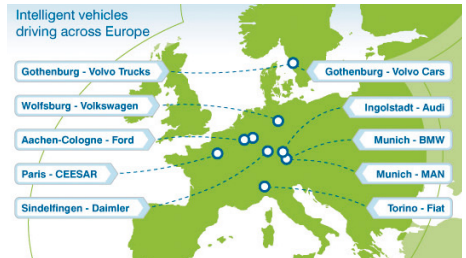 Intelligent vehicles
driving across Europe
Gothenburg - Volvo Trucks
Gothenburg - Volvo Cars
Wolfsburg - Volkswagen
Ingolstadt - Audi
Aachen-Cologne - Ford
Munich - BMW
Paris - CEESAR
Munich - MAN
Sindelfingen - Daimler
Torino - Fiat